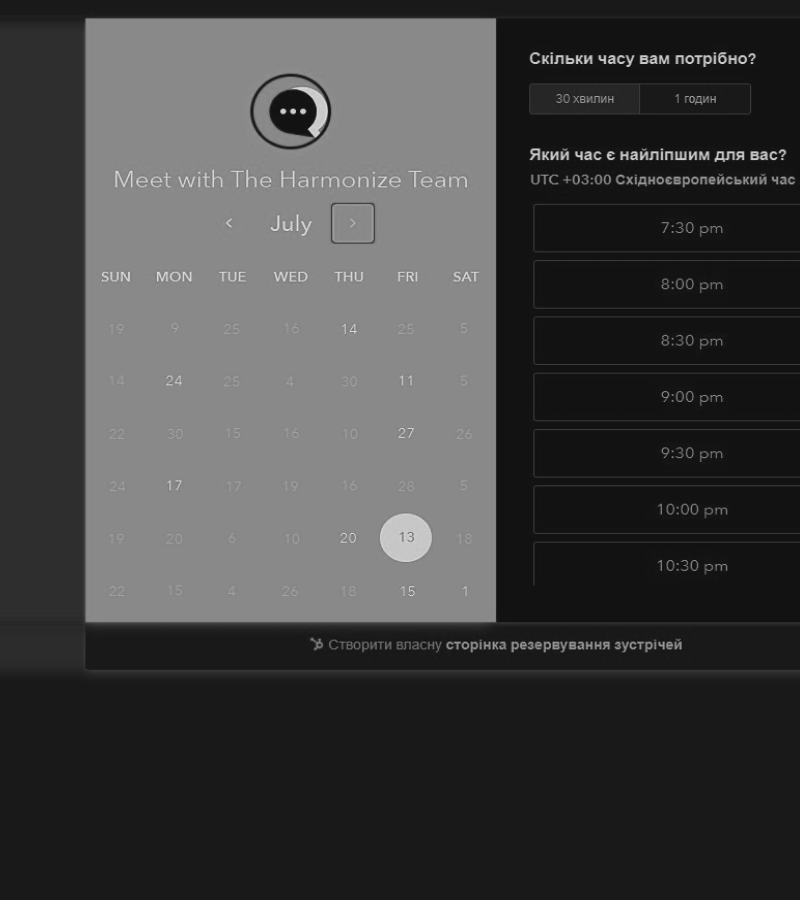 Meet with The Harmonize Team
July
SUN MON TUE WED THU FRI SAT
19 9 25 16 14 25 5
14 24 25 4 30 11 5
22 30 15 16 10 27 26
24 17 17 19 16 28 5
19 20 6 10 20 13 18
22 15 4 26 18 15 1
Скільки часу вам потрібно?
30 хвилин 1 годин
Який час є найліпшим для вас?
UTC +03:00 Східноєвропейський час
7:30 pm
8:00 pm
8:30 pm
9:00 pm
9:30 pm
10:00 pm
10:30 pm
Створити власну сторінка резервування зустрічей